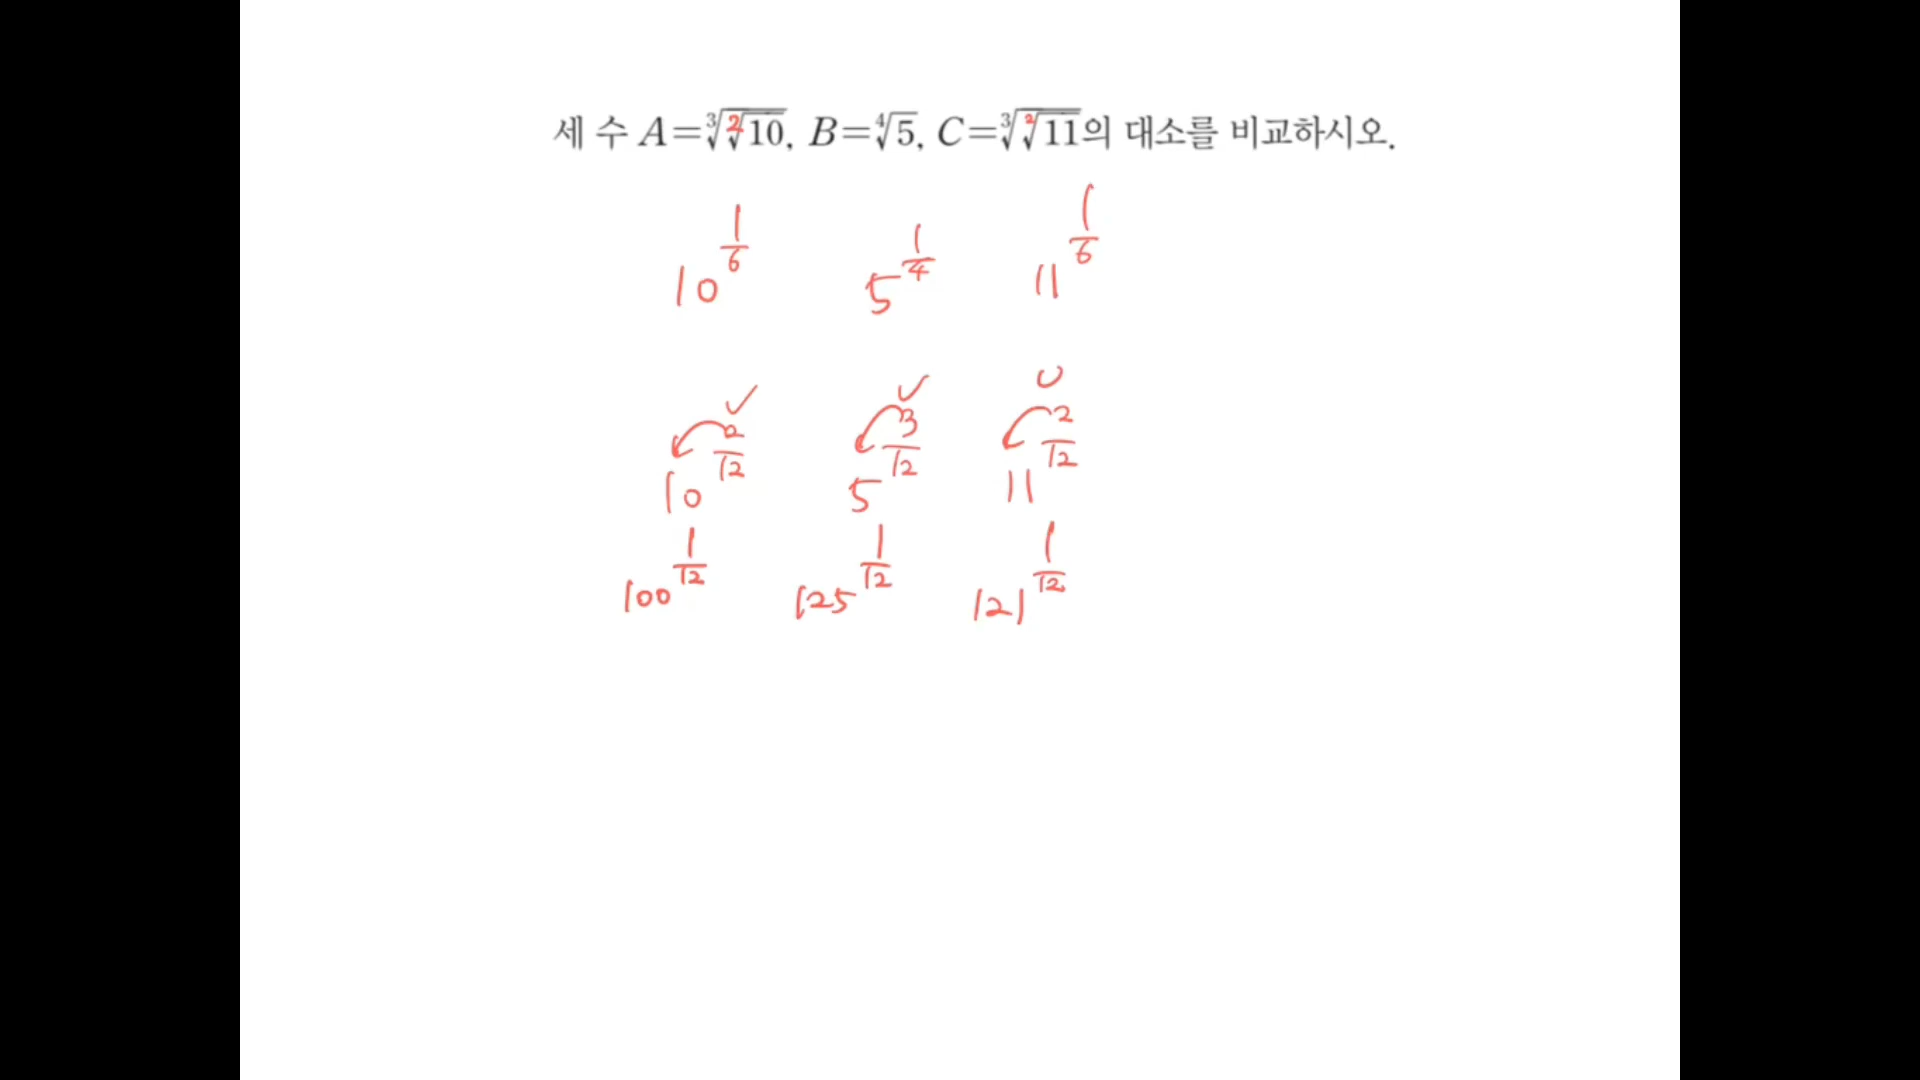 세 수 A=∛√[2]10, B=∜5, C=∛√[2]11의 대소를 비교하시오.
10^(1/6) 5^(1/4) 11^(1/6)
10^(2/12) 5^(3/12) 11^(2/12)
100^(1/12) 125^(1/12) 121^(1/12)